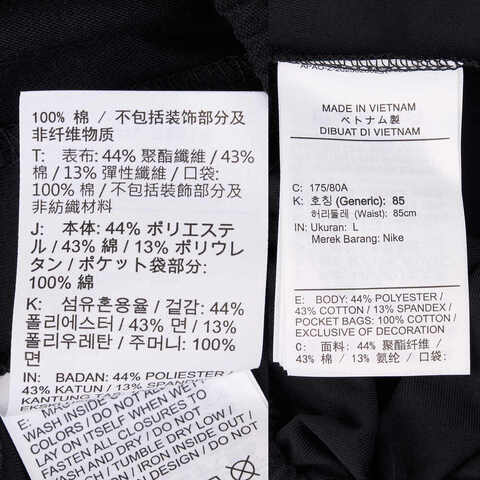 100% 棉 / 不包括装饰部分及
非纤维物质
T: 表布: 44% 聚酯纖維 / 43%
棉 / 13% 彈性纖維 / 口袋:
100% 棉 / 不包括裝飾部分及
非紡織材料
J: 本体: 44% ポリエステ
ル / 43% 綿 / 13% ポリウレ
タン / ポケット袋部分:
100% 綿
K: 섬유혼용율 / 겉감: 44%
폴리에스터 / 43% 면 / 13%
폴리우레탄 / 주머니: 100%
면
IN: BADAN: 44% POLIESTER /
43% KATUN / 13% SPANDEKS /
WASH INSIDE
COLORS / DO NOT
LAY ON ITSELF WHEN WET
FASTEN ALL CLOSURES TO
WASH / TUMBLE DRY LOW /
DO NOT IRON INSIDE OUT
MADE IN VIETNAM
ベトナム製
DIBUAT DI VIETNAM
C: 175/80A
K: 호칭 (Generic): 85
허리둘레 (Waist): 85cm
IN: Ukuran: L
Merek Barang: Nike
E: BODY: 44% POLYESTER /
43% COTTON / 13% SPANDEX /
POCKET BAGS: 100% COTTON /
EXCLUSIVE OF DECORATION
C: 面料: 44% 聚酯纤维 /
43% 棉 / 13% 氨纶 / 口袋: